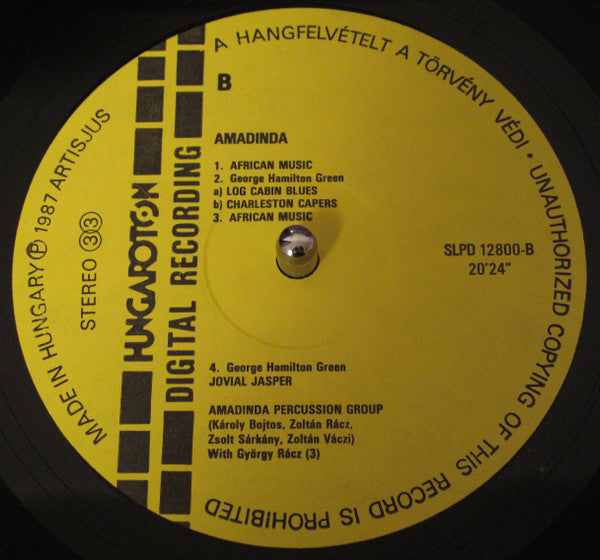 A HANGFELVÉTELT A TÖRVÉNY VÉDI • UNAUTHORIZED COPYING OF THIS RECORD IS PROHIBITED
MADE IN HUNGARY Ⓟ 1987 ARTISJUS
STEREO 33
HUNGAROTON
DIGITAL RECORDING
B
AMADINDA
1. AFRICAN MUSIC
2. George Hamilton Green
a) LOG CABIN BLUES
b) CHARLESTON CAPERS
3. AFRICAN MUSIC
SLPD 12800-B
20'24"
4. George Hamilton Green
JOVIAL JASPER
AMADINDA PERCUSSION GROUP
(Károly Bojtos, Zoltán Rácz,
Zsolt Sárkány, Zoltán Váczi)
With György Rácz (3)